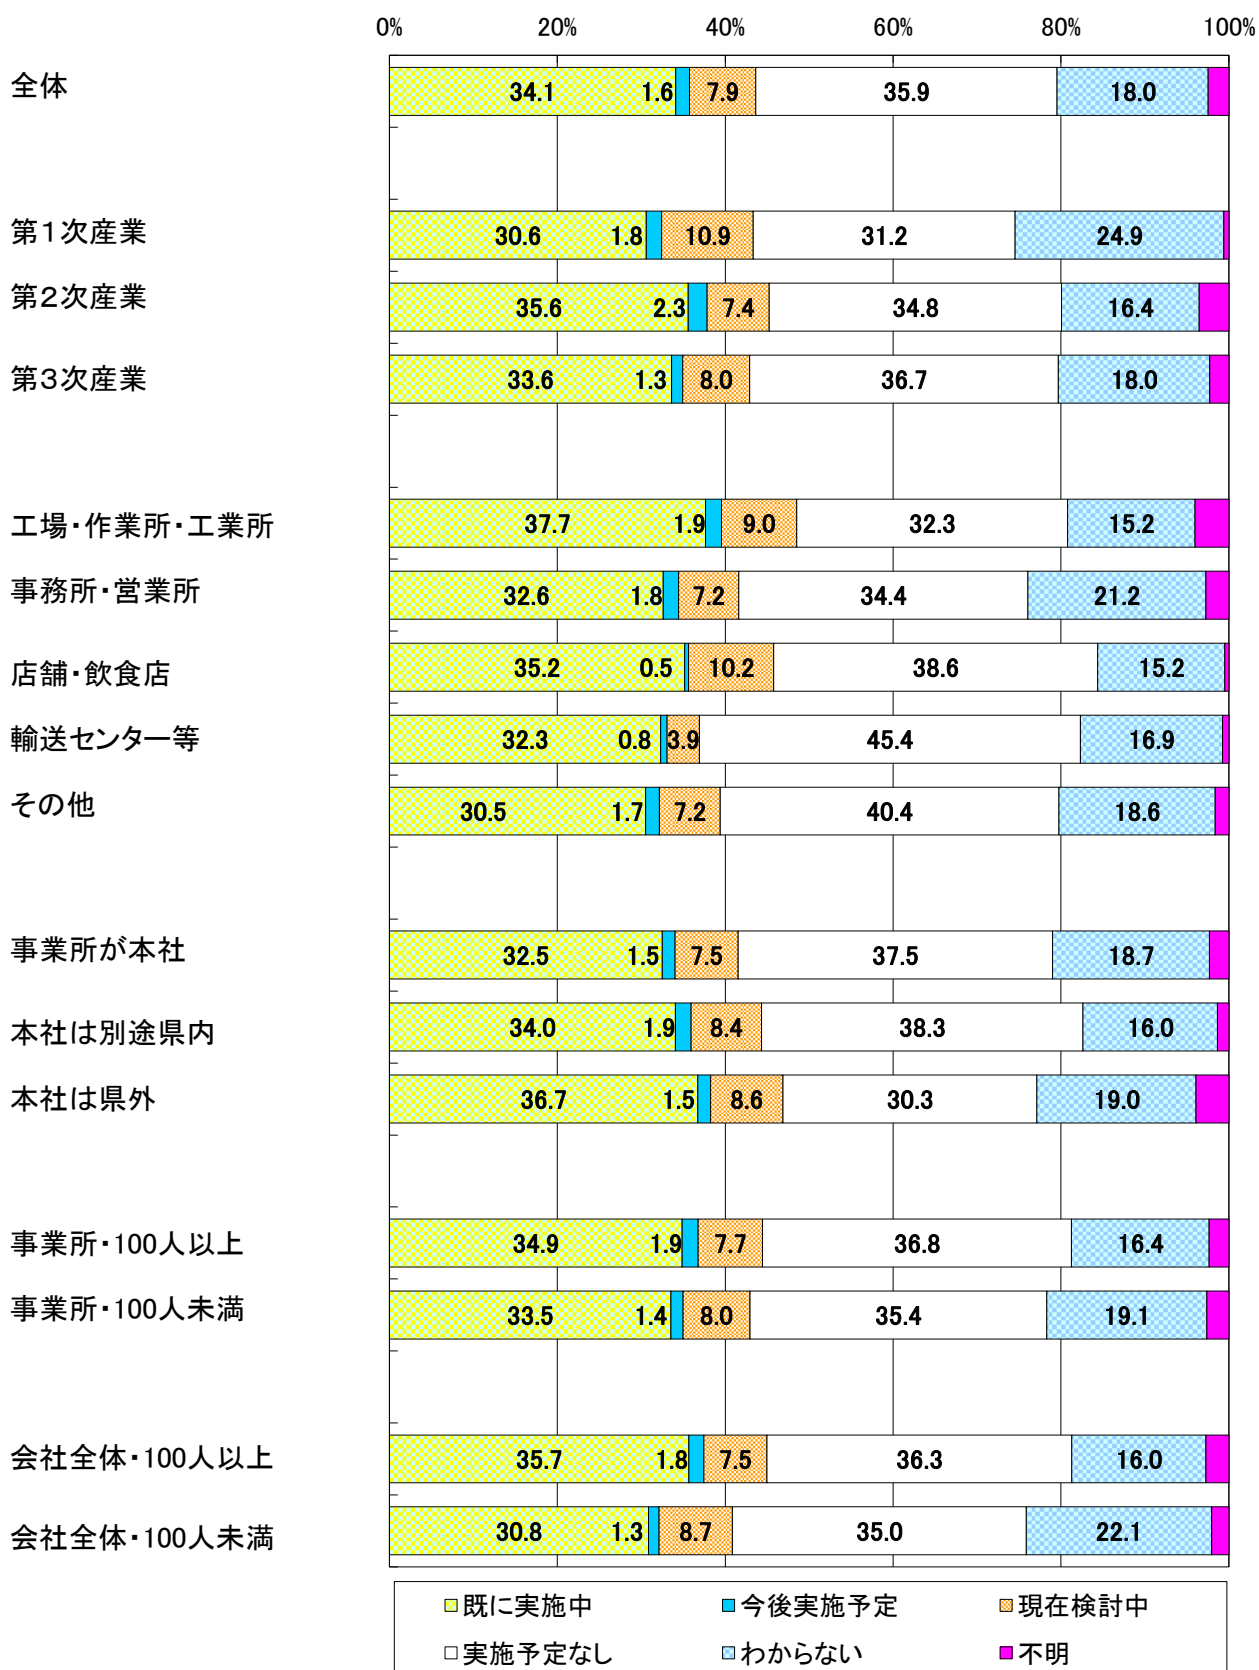 0% 20% 40% 60% 80% 100%
全体 34.1 1.6 7.9 35.9 18.0
第1次産業 30.6 1.8 10.9 31.2 24.9
第2次産業 35.6 2.3 7.4 34.8 16.4
第3次産業 33.6 1.3 8.0 36.7 18.0
工場・作業所・工業所 37.7 1.9 9.0 32.3 15.2
事務所・営業所 32.6 1.8 7.2 34.4 21.2
店舗・飲食店 35.2 0.5 10.2 38.6 15.2
輸送センター等 32.3 0.8 3.9 45.4 16.9
その他 30.5 1.7 7.2 40.4 18.6
事業所が本社 32.5 1.5 7.5 37.5 18.7
本社は別途県内 34.0 1.9 8.4 38.3 16.0
本社は県外 36.7 1.5 8.6 30.3 19.0
事業所・100人以上 34.9 1.9 7.7 36.8 16.4
事業所・100人未満 33.5 1.4 8.0 35.4 19.1
会社全体・100人以上 35.7 1.8 7.5 36.3 16.0
会社全体・100人未満 30.8 1.3 8.7 35.0 22.1
既に実施中 今後実施予定 現在検討中
実施予定なし わからない 不明